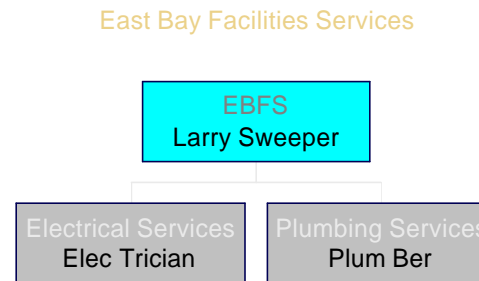 East Bay Facilities Services
EBFS
Larry Sweeper
Electrical Services
Elec Trician
Plumbing Services
Plum Ber